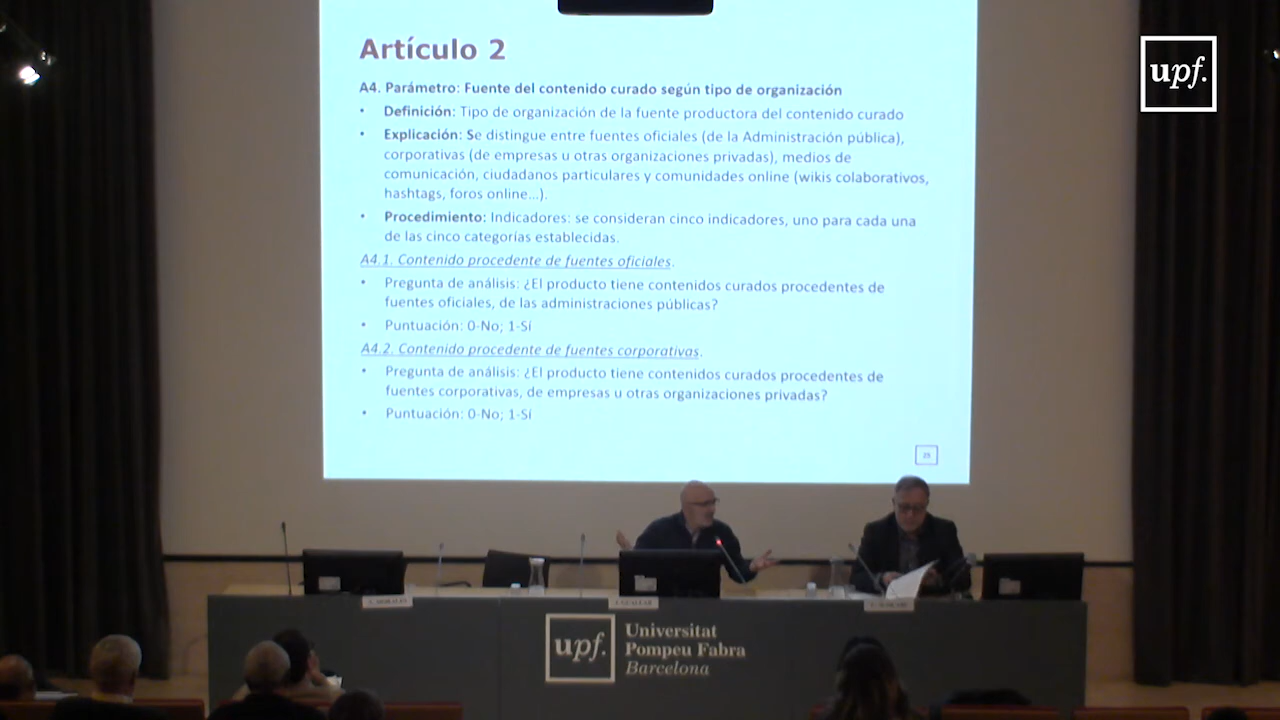 Artículo 2
A4. Parámetro: Fuente del contenido curado según tipo de organización
• Definición: Tipo de organización de la fuente productora del contenido curado
• Explicación: Se distingue entre fuentes oficiales (de la Administración pública),
corporativas (de empresas u otras organizaciones privadas), medios de
comunicación, ciudadanos particulares y comunidades online (wikis colaborativos,
hashtags, foros online...).
• Procedimiento: Indicadores: se consideran cinco indicadores, uno para cada una
de las cinco categorías establecidas.
A4.1. Contenido procedente de fuentes oficiales.
• Pregunta de análisis: ¿El producto tiene contenidos curados procedentes de
fuentes oficiales, de las administraciones públicas?
• Puntuación: 0-No; 1-Sí
A4.2. Contenido procedente de fuentes corporativas.
• Pregunta de análisis: ¿El producto tiene contenidos curados procedentes de
fuentes corporativas, de empresas u otras organizaciones privadas?
• Puntuación: 0-No; 1-Sí
upf.
upf.
Universitat
Pompeu Fabra
Barcelona